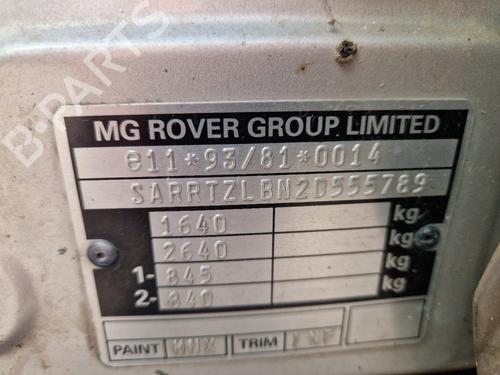 B-PARTS
MG ROVER GROUP LIMITED
e11*93/81*0014
SARRTZLBN2D555789
1640 kg
2640 kg
1- 845 kg
2- 840 kg
PAINT MMX TRIM